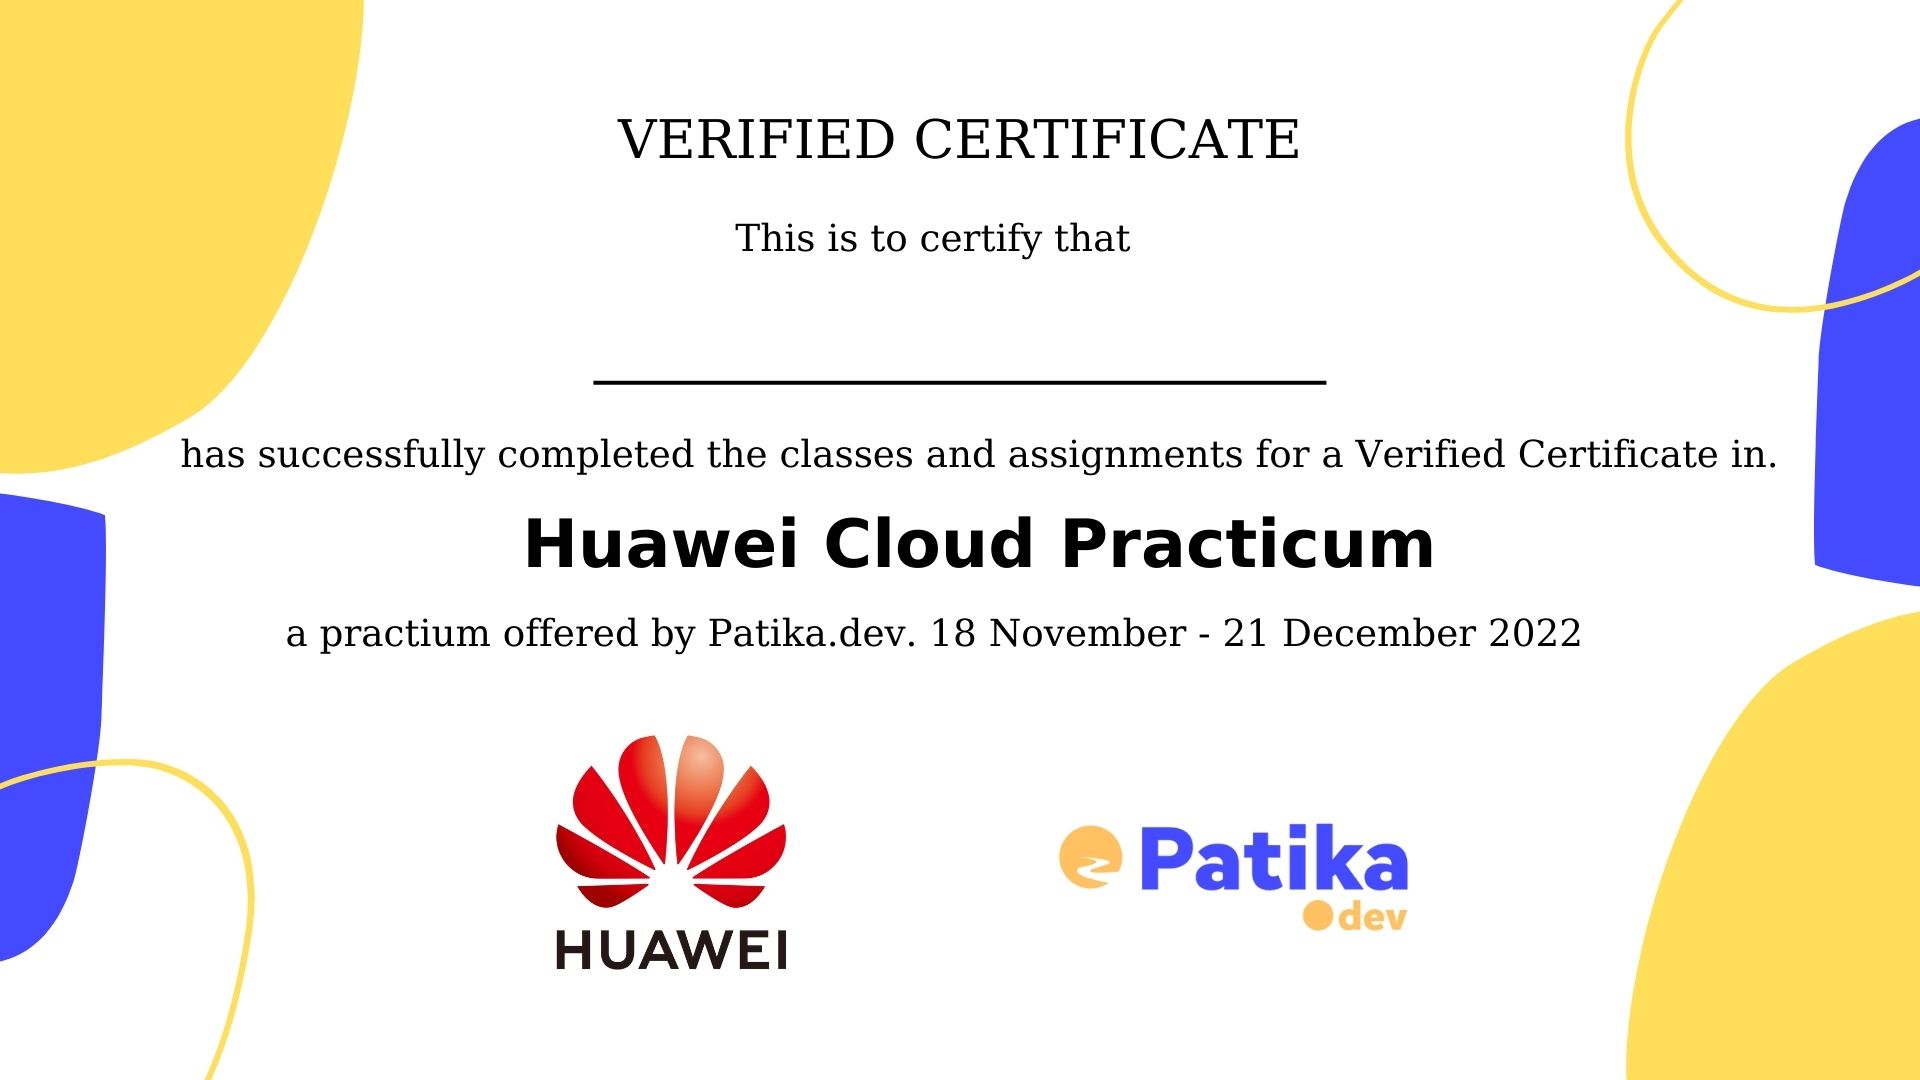 VERIFIED CERTIFICATE
This is to certify that
has successfully completed the classes and assignments for a Verified Certificate in.
Huawei Cloud Practicum
a practium offered by Patika.dev. 18 November - 21 December 2022
HUAWEI
Patika
dev